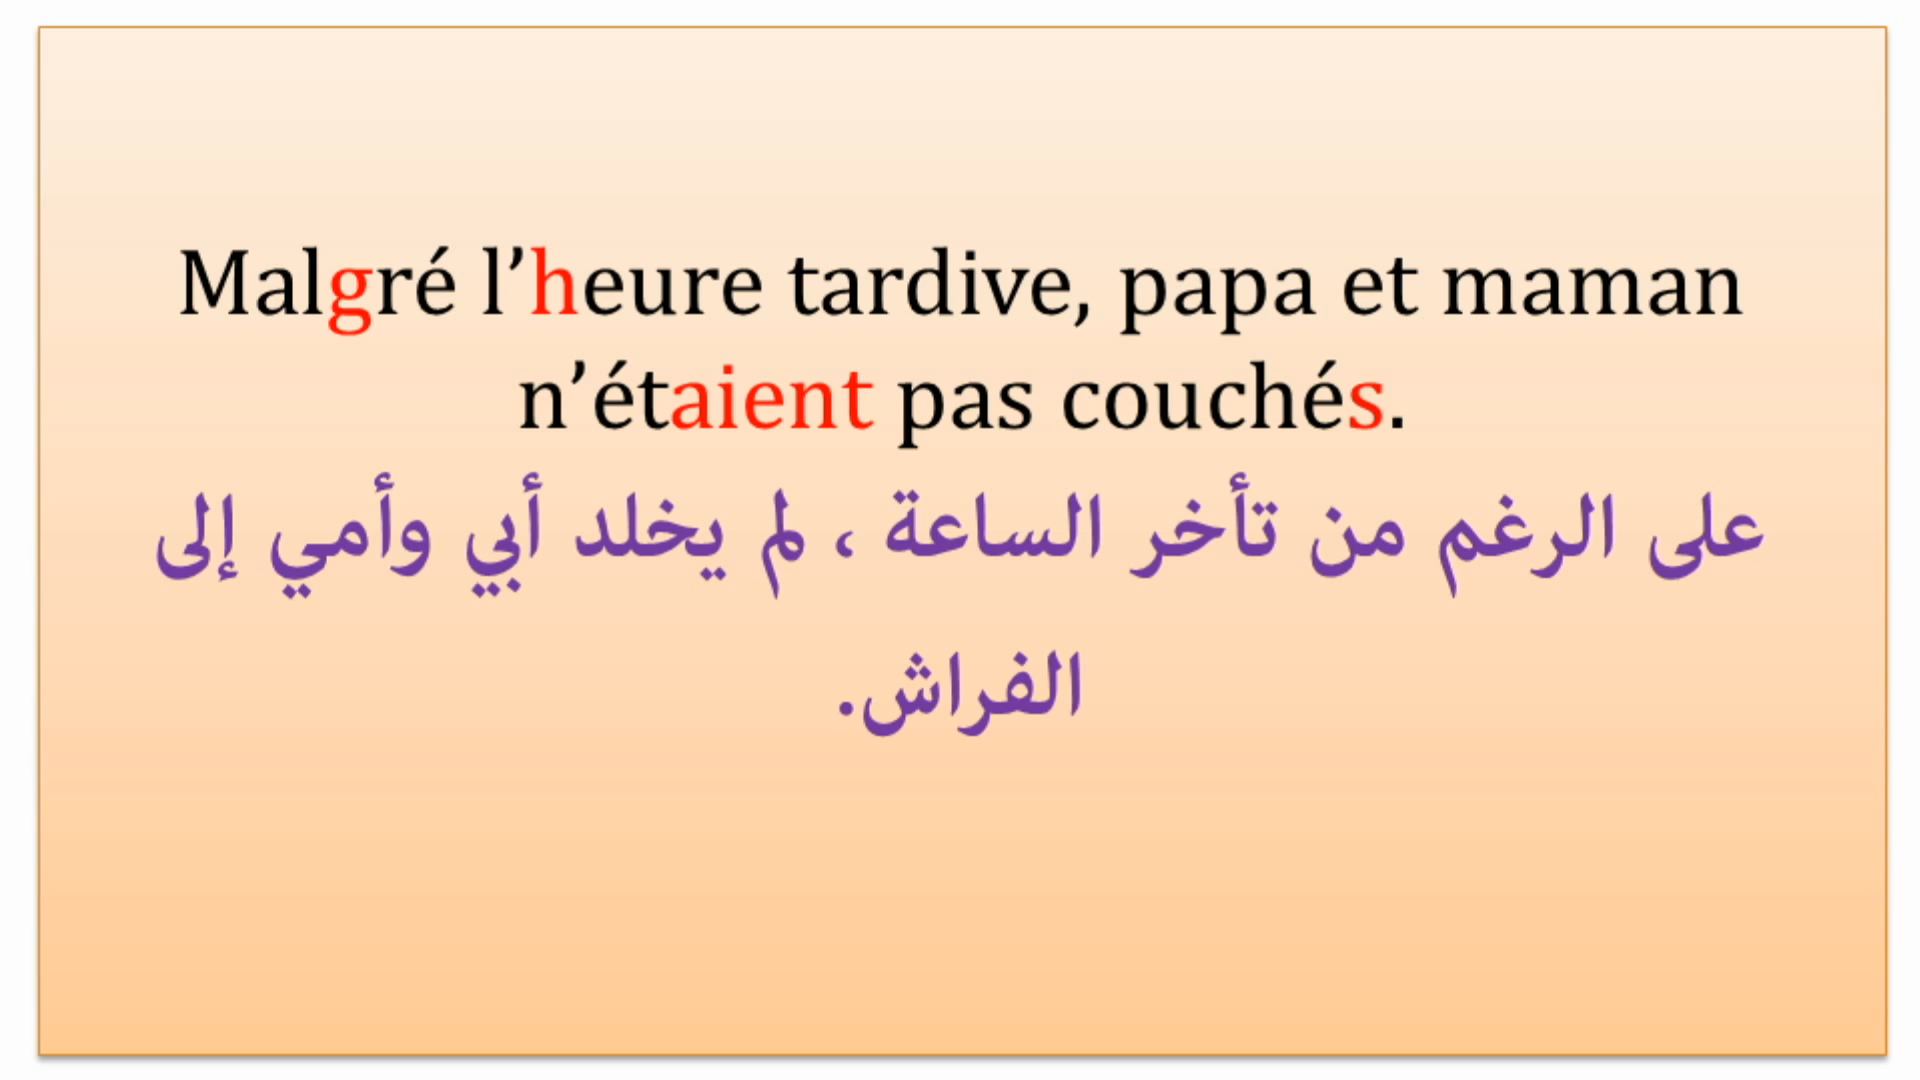 Malgré l’heure tardive, papa et maman
n’étaient pas couchés.
على الرغم من تأخر الساعة ، لم يخلد أبي وأمي إلى
الفراش.